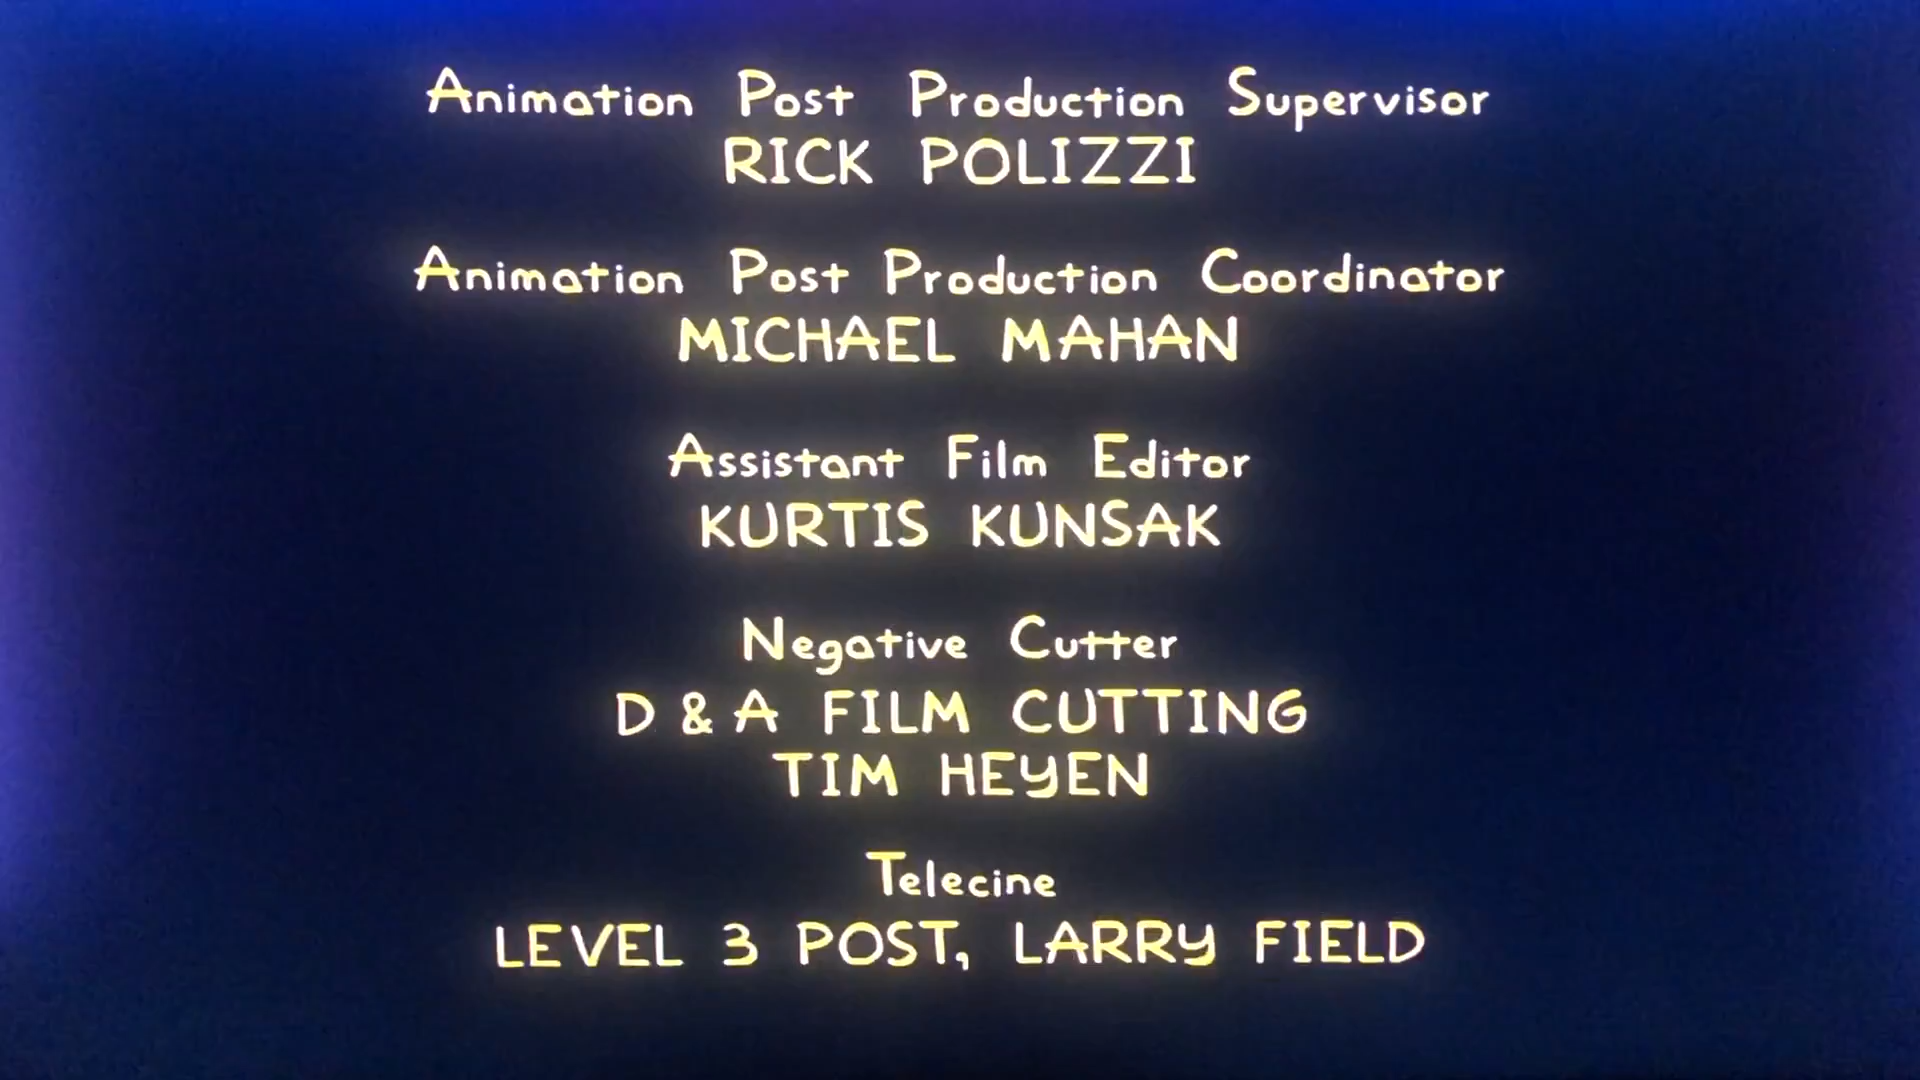 Animation Post Production Supervisor
RICK POLIZZI
Animation Post Production Coordinator
MICHAEL MAHAN
Assistant Film Editor
KURTIS KUNSAK
Negative Cutter
D & A FILM CUTTING
TIM HEYEN
Telecine
LEVEL 3 POST, LARRY FIELD